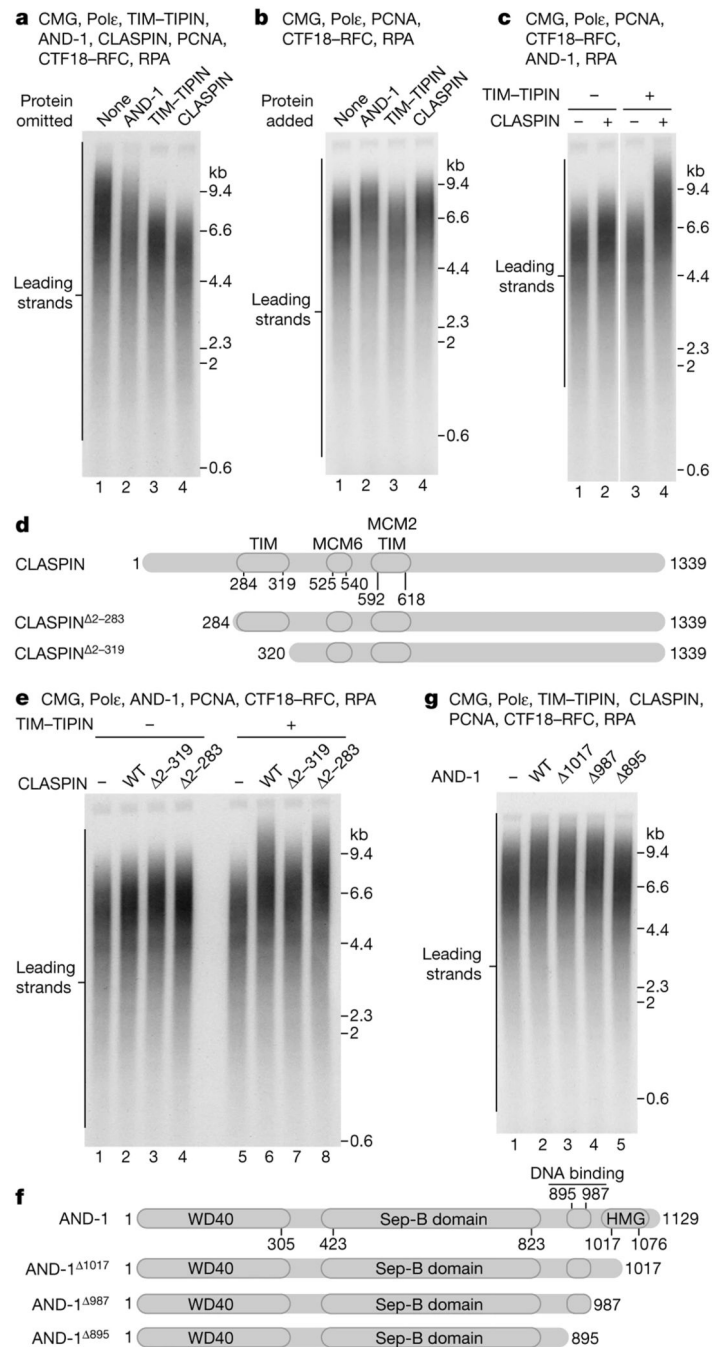 a CMG, Polε, TIM–TIPIN,
AND-1, CLASPIN, PCNA,
CTF18–RFC, RPA
Protein
omitted
None
AND-1
TIM–TIPIN
CLASPIN
kb
9.4
6.6
4.4
2.3
2
0.6
Leading
strands
1 2 3 4
b CMG, Polε, PCNA,
CTF18–RFC, RPA
Protein
added
None
AND-1
TIM–TIPIN
CLASPIN
kb
9.4
6.6
4.4
2.3
2
0.6
Leading
strands
1 2 3 4
c CMG, Polε, PCNA,
CTF18–RFC,
AND-1, RPA
TIM–TIPIN – +
CLASPIN – + – +
kb
9.4
6.6
4.4
2.3
2
0.6
Leading
strands
1 2 3 4
d
MCM2
TIM MCM6 TIM
CLASPIN 1 1339
284 319 525 540
592 618
CLASPINΔ2–283 284 1339
CLASPINΔ2–319 320 1339
e CMG, Polε, AND-1, PCNA, CTF18–RFC, RPA
TIM–TIPIN – +
CLASPIN – WT Δ2–319 Δ2–283 – WT Δ2–319 Δ2–283
kb
9.4
6.6
4.4
2.3
2
0.6
Leading
strands
1 2 3 4 5 6 7 8
g CMG, Polε, TIM–TIPIN, CLASPIN,
PCNA, CTF18–RFC, RPA
AND-1 – WT Δ1017 Δ987 Δ895
kb
9.4
6.6
4.4
2.3
2
0.6
Leading
strands
1 2 3 4 5
f
DNA binding
895 987
AND-1 1 WD40 Sep-B domain HMG 1129
305 423 823 1017 1076
AND-1Δ1017 1 WD40 Sep-B domain 1017
AND-1Δ987 1 WD40 Sep-B domain 987
AND-1Δ895 1 WD40 Sep-B domain 895